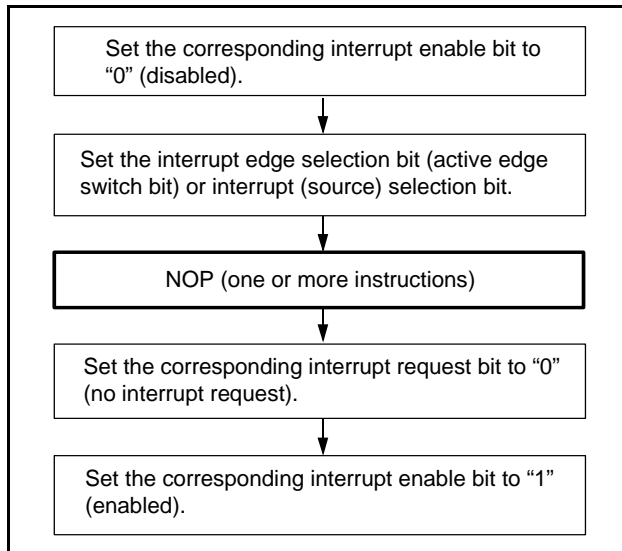 Set the corresponding interrupt enable bit to
“0” (disabled).
Set the interrupt edge selection bit (active edge
switch bit) or interrupt (source) selection bit.
NOP (one or more instructions)
Set the corresponding interrupt request bit to “0”
(no interrupt request).
Set the corresponding interrupt enable bit to “1”
(enabled).